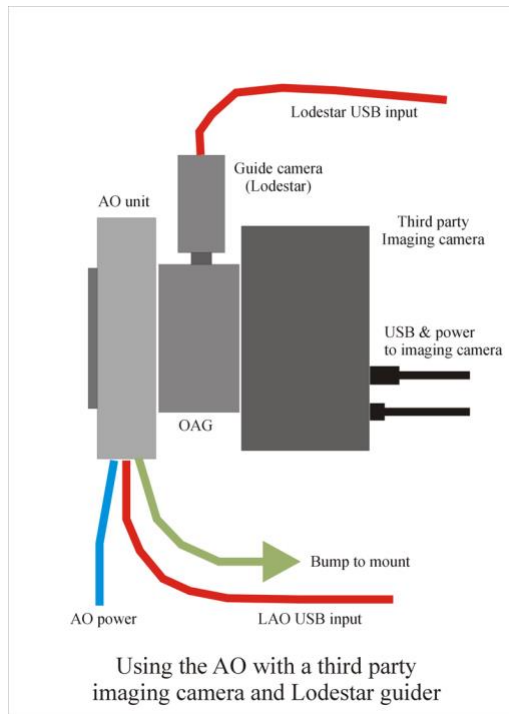 Lodestar USB input
Guide camera
(Lodestar)
AO unit
Third party
Imaging camera
USB & power
to imaging camera
OAG
Bump to mount
AO power
LAO USB input
Using the AO with a third party
imaging camera and Lodestar guider